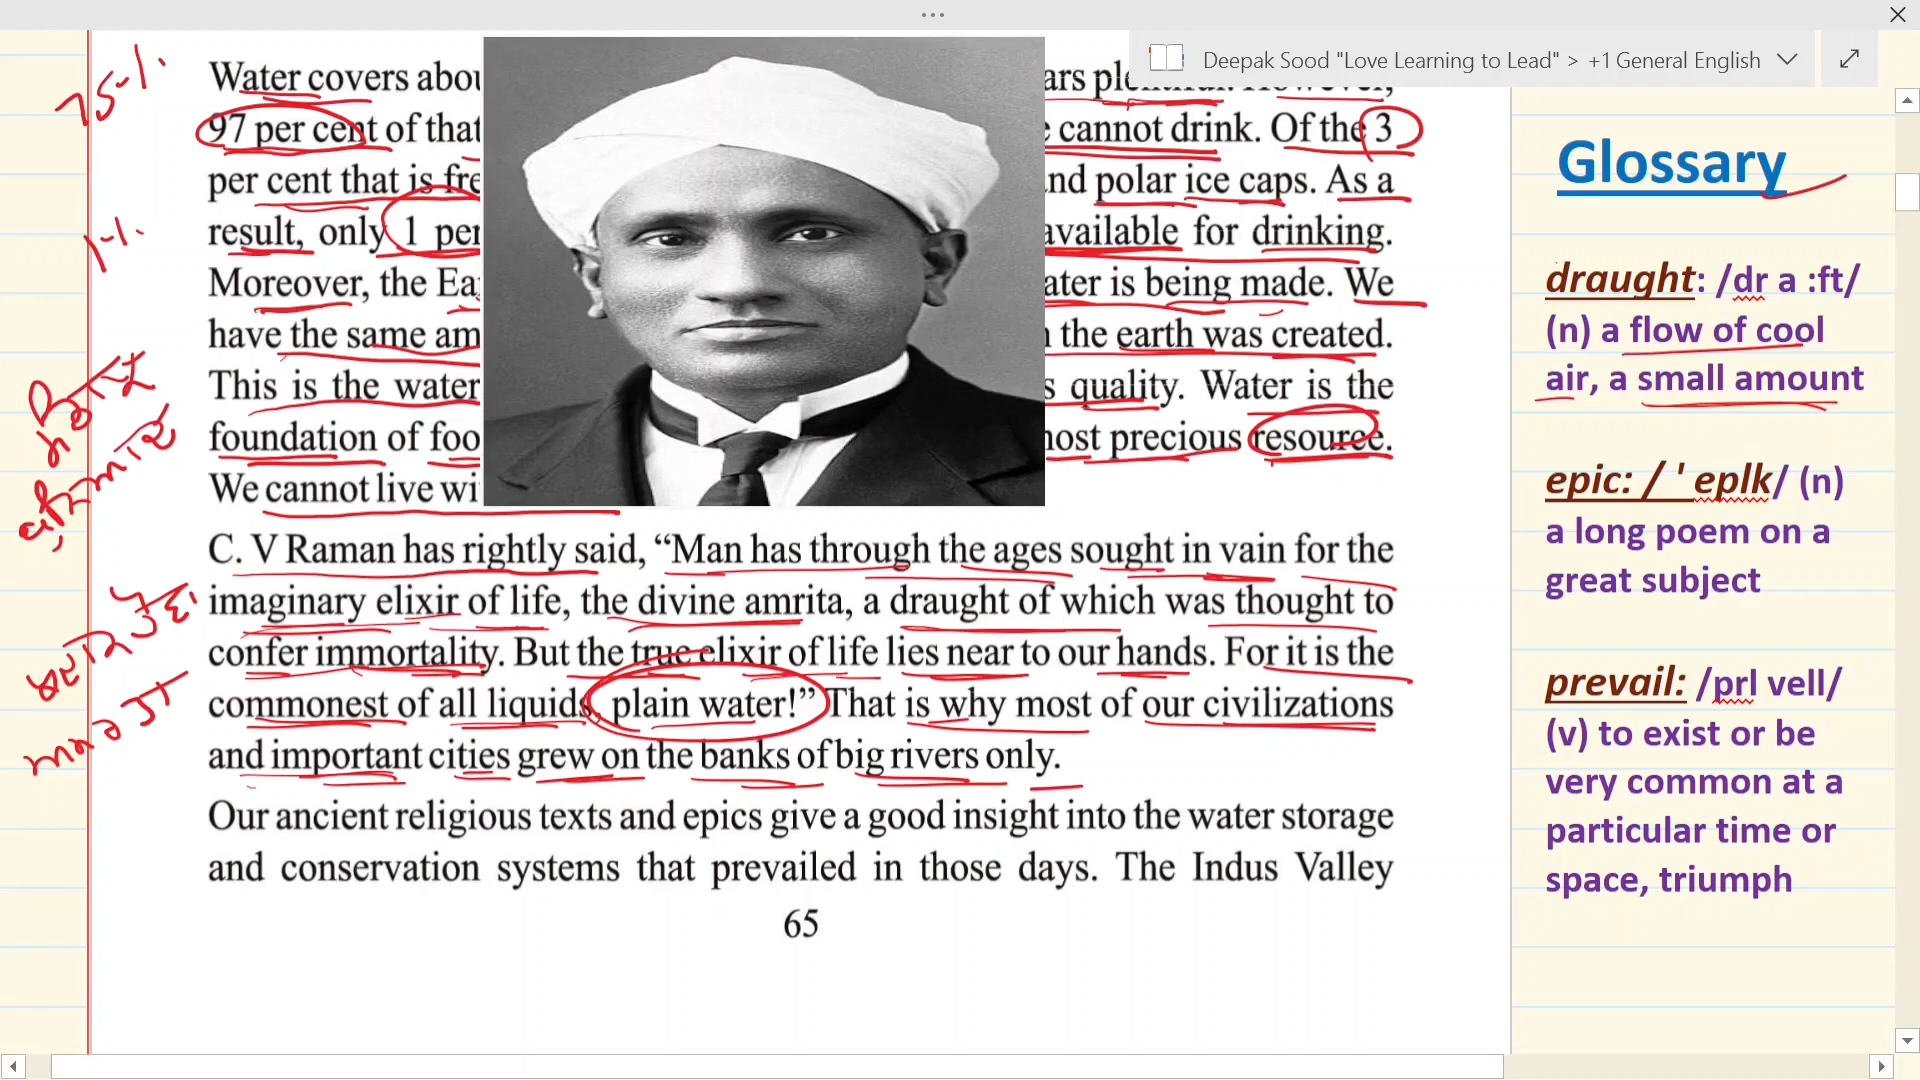 Deepak Sood "Love Learning to Lead" > +1 General English
75-1.
Water covers abou ars plentiful. However,
97 per cent of that cannot drink. Of the 3
per cent that is fre nd polar ice caps. As a
1-1.
result, only 1 per available for drinking.
Moreover, the Ea ater is being made. We
have the same am the earth was created.
This is the water s quality. Water is the
foundation of foo most precious resource.
We cannot live wi
C. V Raman has rightly said, “Man has through the ages sought in vain for the
imaginary elixir of life, the divine amrita, a draught of which was thought to
confer immortality. But the true elixir of life lies near to our hands. For it is the
commonest of all liquids, plain water!” That is why most of our civilizations
and important cities grew on the banks of big rivers only.
Our ancient religious texts and epics give a good insight into the water storage
and conservation systems that prevailed in those days. The Indus Valley
65
Glossary
draught: /dr a :ft/
(n) a flow of cool
air, a small amount
epic: / ' eplk/ (n)
a long poem on a
great subject
prevail: /prl vell/
(v) to exist or be
very common at a
particular time or
space, triumph